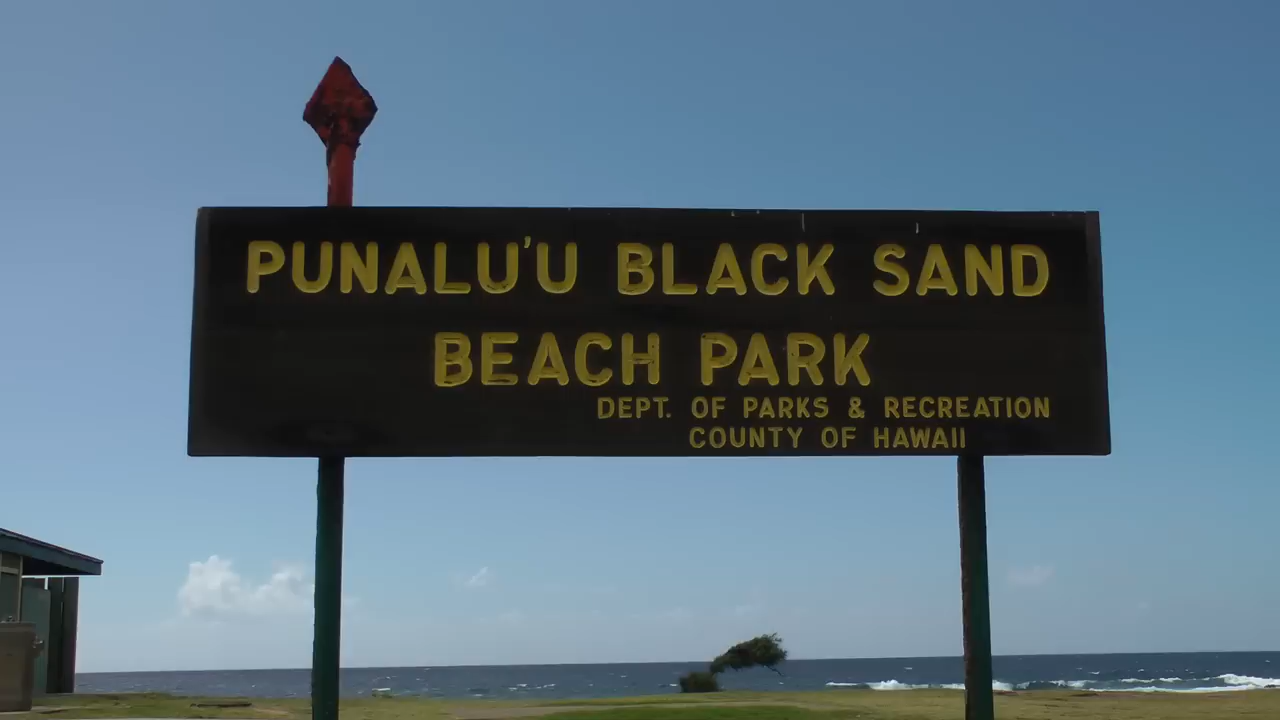 PUNALU'U BLACK SAND
BEACH PARK
DEPT. OF PARKS & RECREATION
COUNTY OF HAWAII